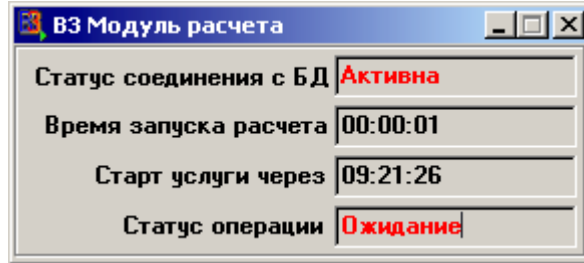 ВЗ Модуль расчета
Статус соединения с БД Активна
Время запуска расчета 00:00:01
Старт услуги через 09:21:26
Статус операции Ожидание